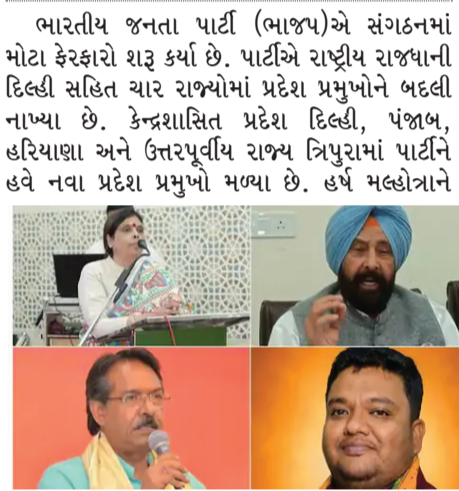 ભારતીય જનતા પાર્ટી (ભાજપ)એ સંગઠનમાં
મોટા ફેરફારો શરૂ કર્યા છે. પાર્ટીએ રાષ્ટ્રીય રાજધાની
દિલ્હી સહિત ચાર રાજ્યોમાં પ્રદેશ પ્રમુખોને બદલી
નાખ્યા છે. કેન્દ્રશાસિત પ્રદેશ દિલ્હી, પંજાબ,
હરિયાણા અને ઉત્તરપૂર્વીય રાજ્ય ત્રિપુરામાં પાર્ટીને
હવે નવા પ્રદેશ પ્રમુખો મળ્યા છે. હર્ષ મલ્હોત્રાને